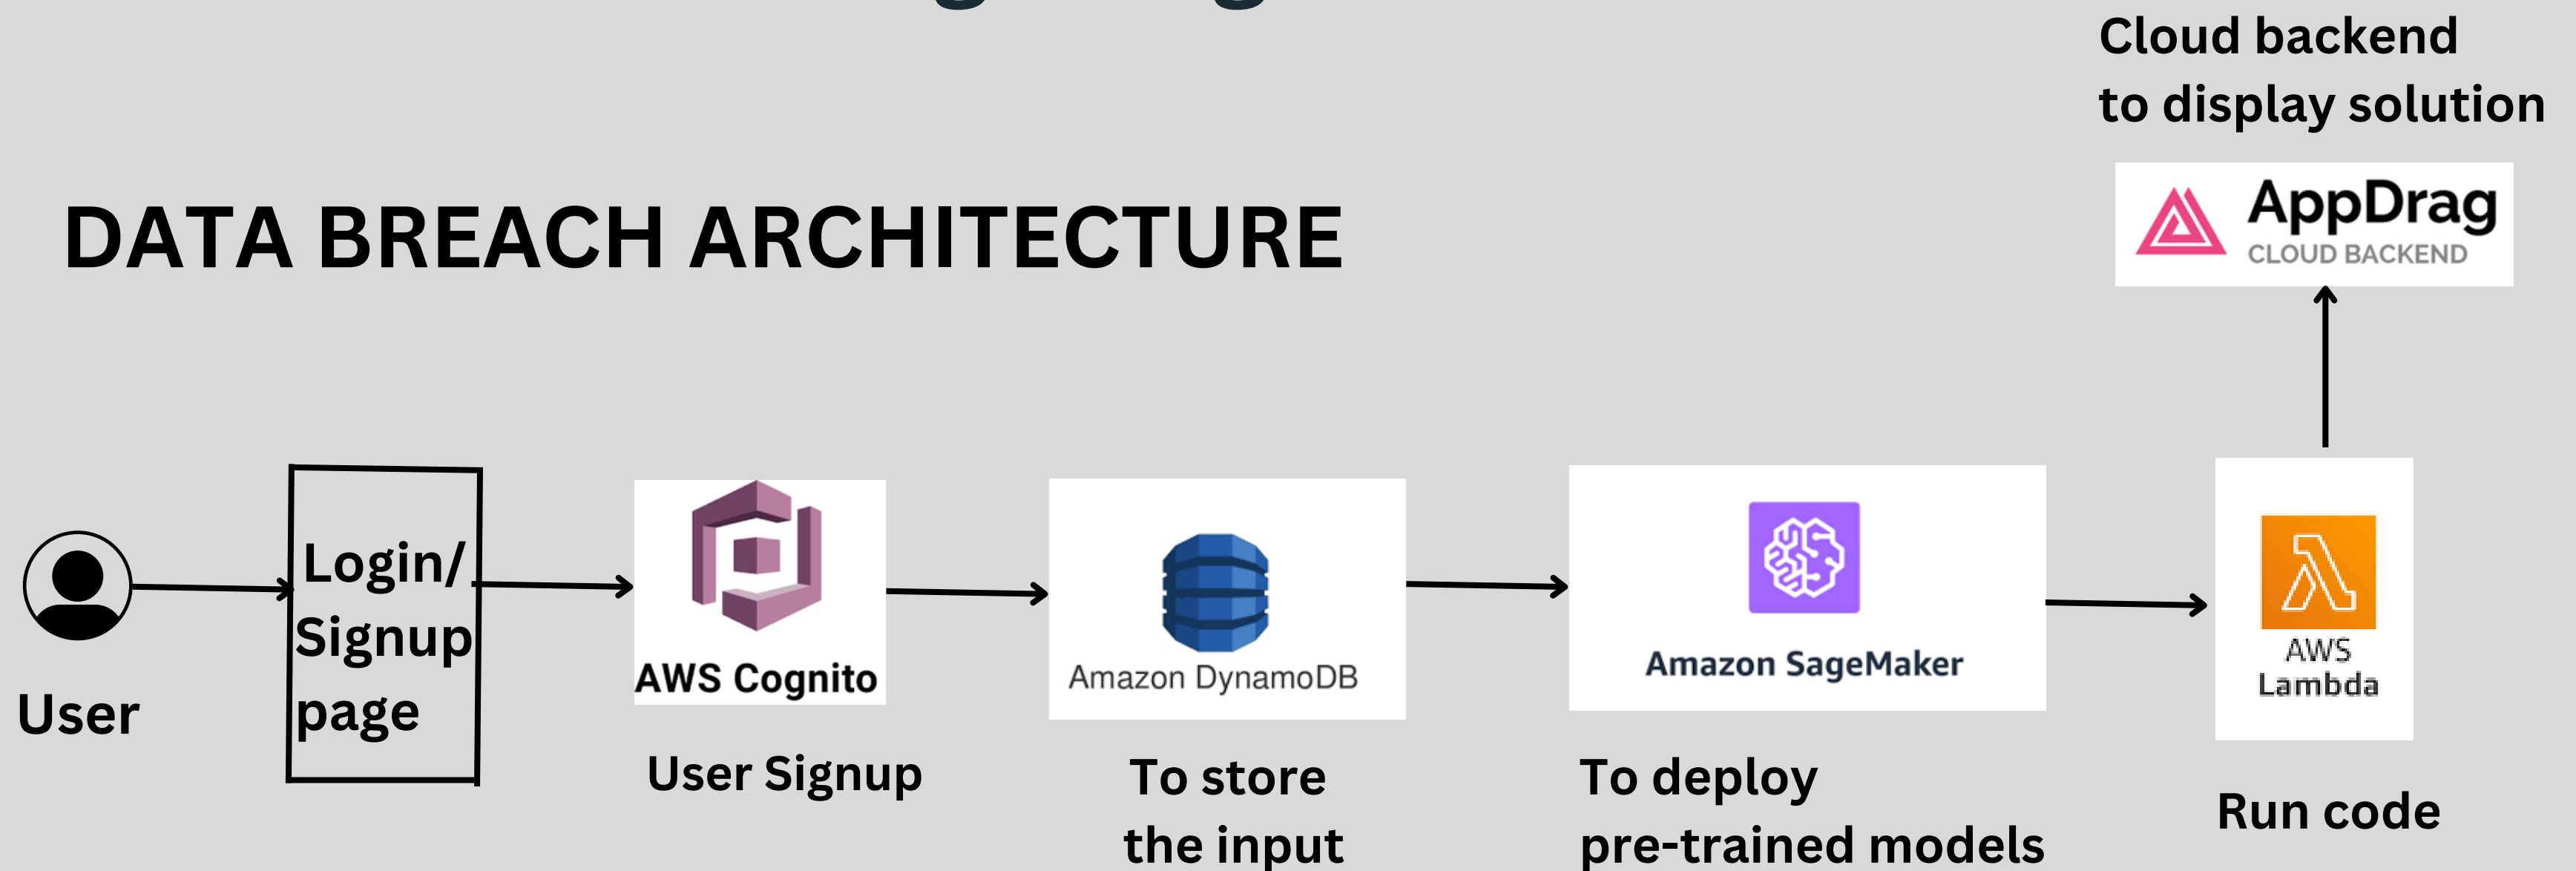 DATA BREACH ARCHITECTURE
Cloud backend
to display solution
AppDrag
CLOUD BACKEND
User
Login/
Signup
page
AWS Cognito
User Signup
Amazon DynamoDB
To store
the input
Amazon SageMaker
To deploy
pre-trained models
AWS
Lambda
Run code